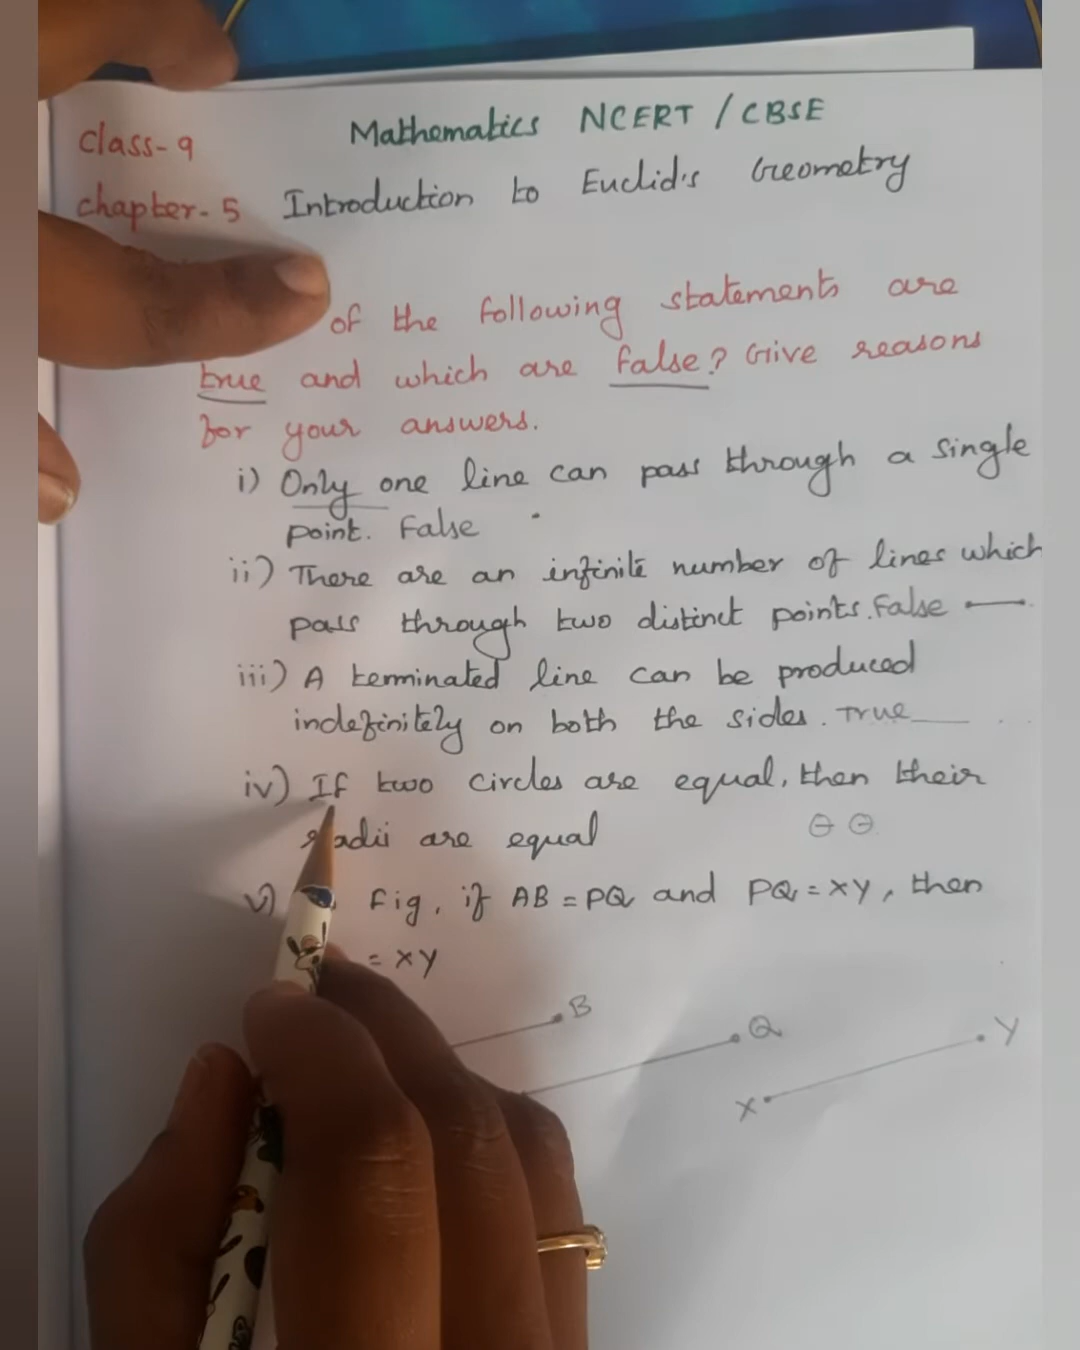 Class-9
Mathematics NCERT / CBSE
Chapter-5 Introduction to Euclid's Geometry
of the following statements are
true and which are false? Give reasons
for your answers.
i) Only one line can pass through a single
point. False
ii) There are an infinite number of lines which
pass through two distinct points. False
iii) A terminated line can be produced
indefinitely on both the sides. True
iv) If two circles are equal, then their
radii are equal
v) Fig, if AB = PQ and PQ = XY, then
= XY
B
Q
Y
X